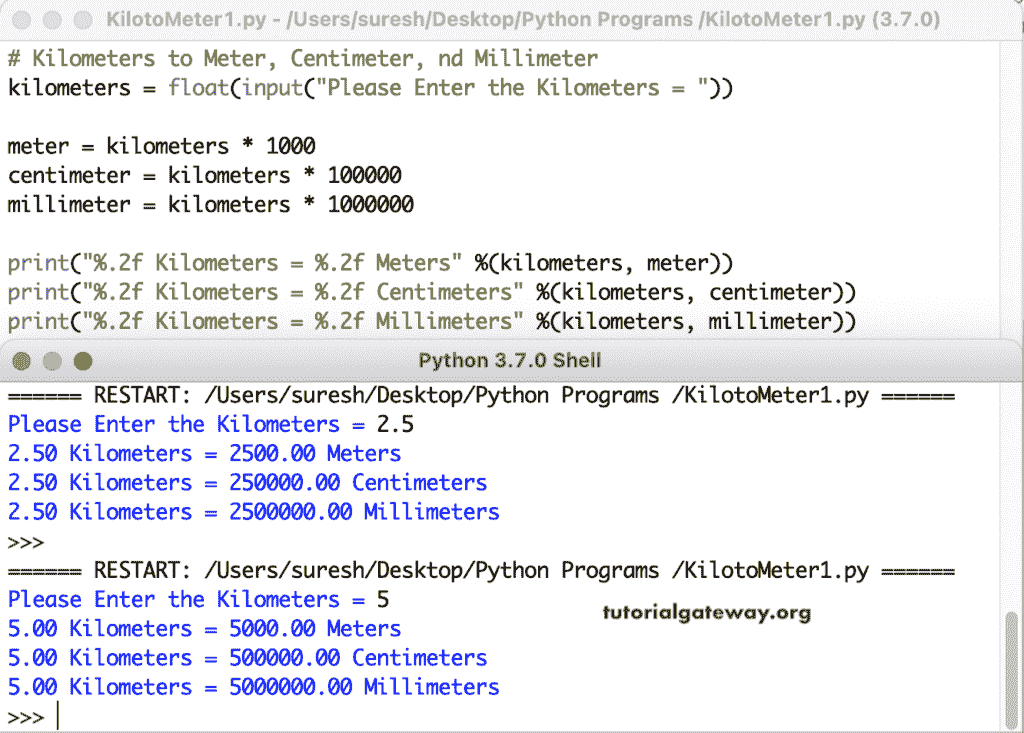 KilotoMeter1.py - /Users/suresh/Desktop/Python Programs /KilotoMeter1.py (3.7.0)
# Kilometers to Meter, Centimeter, nd Millimeter
kilometers = float(input("Please Enter the Kilometers = "))
meter = kilometers * 1000
centimeter = kilometers * 100000
millimeter = kilometers * 1000000
print("%.2f Kilometers = %.2f Meters" %(kilometers, meter))
print("%.2f Kilometers = %.2f Centimeters" %(kilometers, centimeter))
print("%.2f Kilometers = %.2f Millimeters" %(kilometers, millimeter))
Python 3.7.0 Shell
====== RESTART: /Users/suresh/Desktop/Python Programs /KilotoMeter1.py ======
Please Enter the Kilometers = 2.5
2.50 Kilometers = 2500.00 Meters
2.50 Kilometers = 250000.00 Centimeters
2.50 Kilometers = 2500000.00 Millimeters
>>>
====== RESTART: /Users/suresh/Desktop/Python Programs /KilotoMeter1.py ======
Please Enter the Kilometers = 5
tutorialgateway.org
5.00 Kilometers = 5000.00 Meters
5.00 Kilometers = 500000.00 Centimeters
5.00 Kilometers = 5000000.00 Millimeters
>>>